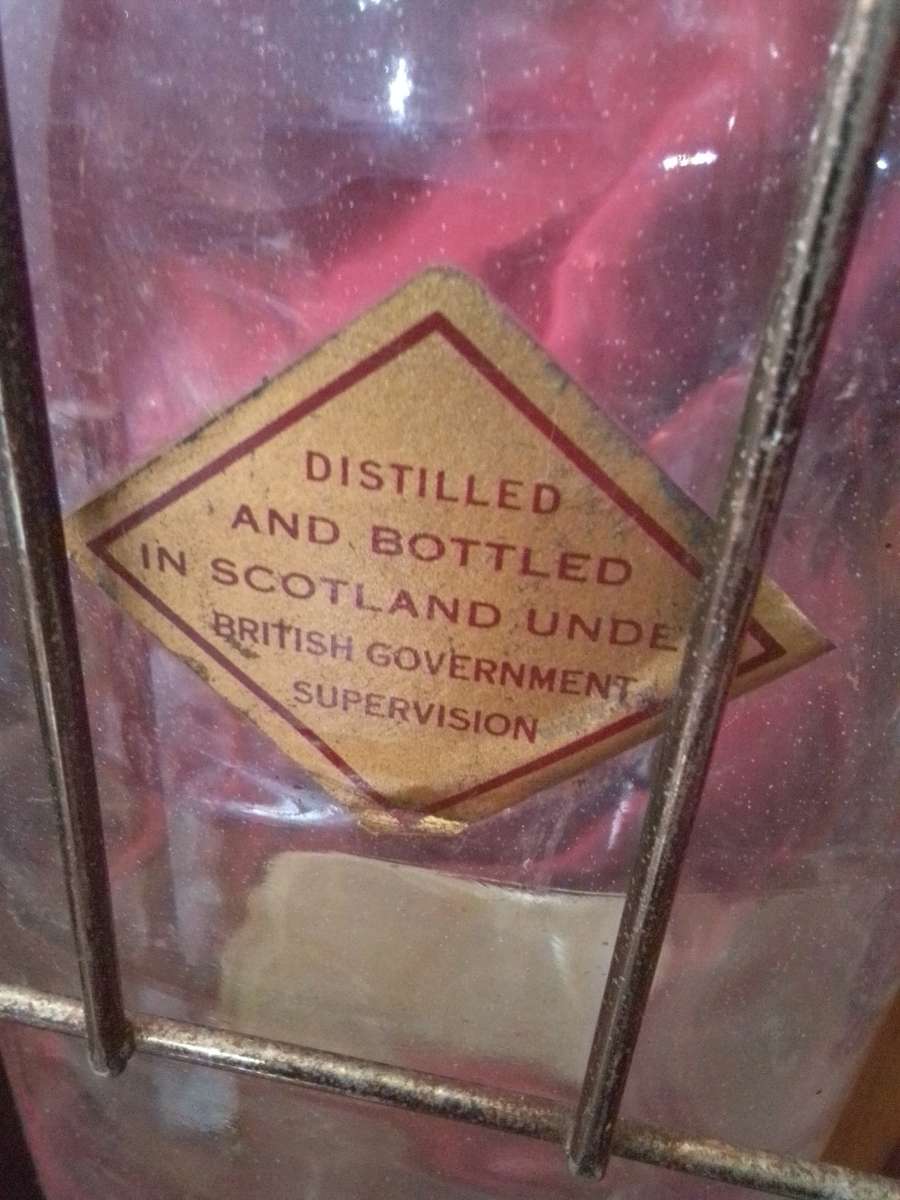 DISTILLED
AND BOTTLED
IN SCOTLAND UNDE
BRITISH GOVERNMENT
SUPERVISION